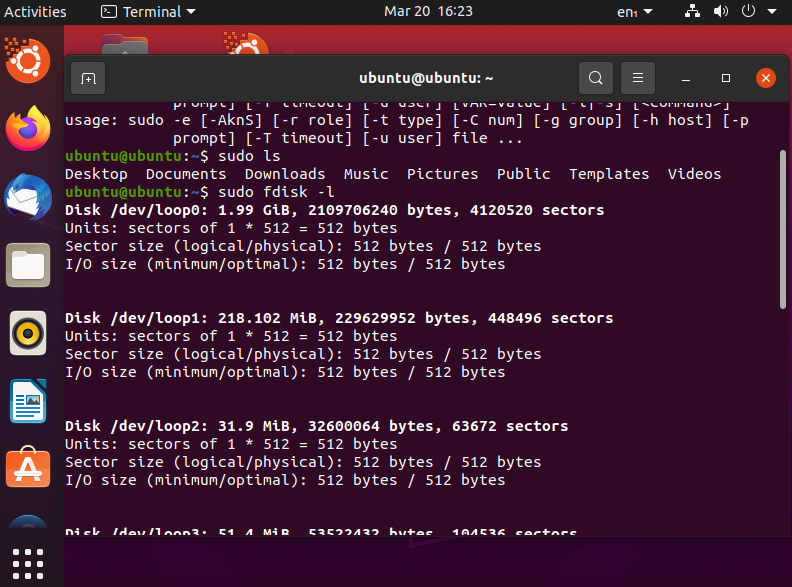 Activities
Terminal
Mar 20 16:23
en₁
ubuntu@ubuntu: ~
prompt] [-T timeout] [-u user] [VAR=value] [-i|-s] [<command>]
usage: sudo -e [-AknS] [-r role] [-t type] [-C num] [-g group] [-h host] [-p
prompt] [-T timeout] [-u user] file ...
ubuntu@ubuntu:~$ sudo ls
Desktop Documents Downloads Music Pictures Public Templates Videos
ubuntu@ubuntu:~$ sudo fdisk -l
Disk /dev/loop0: 1.99 GiB, 2109706240 bytes, 4120520 sectors
Units: sectors of 1 * 512 = 512 bytes
Sector size (logical/physical): 512 bytes / 512 bytes
I/O size (minimum/optimal): 512 bytes / 512 bytes
Disk /dev/loop1: 218.102 MiB, 229629952 bytes, 448496 sectors
Units: sectors of 1 * 512 = 512 bytes
Sector size (logical/physical): 512 bytes / 512 bytes
I/O size (minimum/optimal): 512 bytes / 512 bytes
Disk /dev/loop2: 31.9 MiB, 32600064 bytes, 63672 sectors
Units: sectors of 1 * 512 = 512 bytes
Sector size (logical/physical): 512 bytes / 512 bytes
I/O size (minimum/optimal): 512 bytes / 512 bytes
Disk /dev/loop3: 51.4 MiB, 53522432 bytes, 104536 sectors